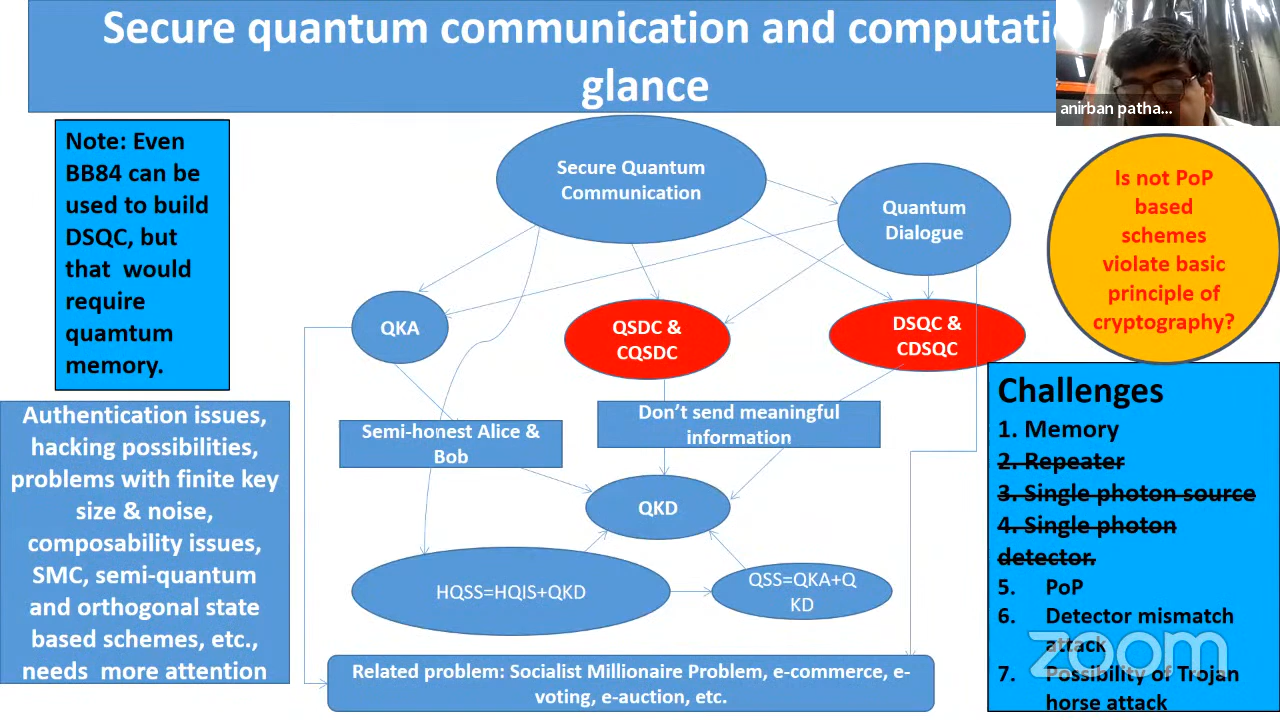 Secure quantum communication and computati
glance
anirban patha...
Note: Even
BB84 can be
used to build
DSQC, but
that would
require
quamtum
memory.
Secure Quantum
Communication
Quantum
Dialogue
Is not PoP
based
schemes
violate basic
principle of
cryptography?
QKA
QSDC &
CQSDC
DSQC &
CDSQC
Authentication issues,
hacking possibilities,
problems with finite key
size & noise,
composability issues,
SMC, semi-quantum
and orthogonal state
based schemes, etc.,
needs more attention
Semi-honest Alice &
Bob
Don’t send meaningful
information
QKD
HQSS=HQIS+QKD
QSS=QKA+Q
KD
Related problem: Socialist Millionaire Problem, e-commerce, e-
voting, e-auction, etc.
Challenges
1. Memory
2. Repeater
3. Single photon source
4. Single photon
detector.
5. PoP
6. Detector mismatch
attack
7. Possibility of Trojan
horse attack
zoom